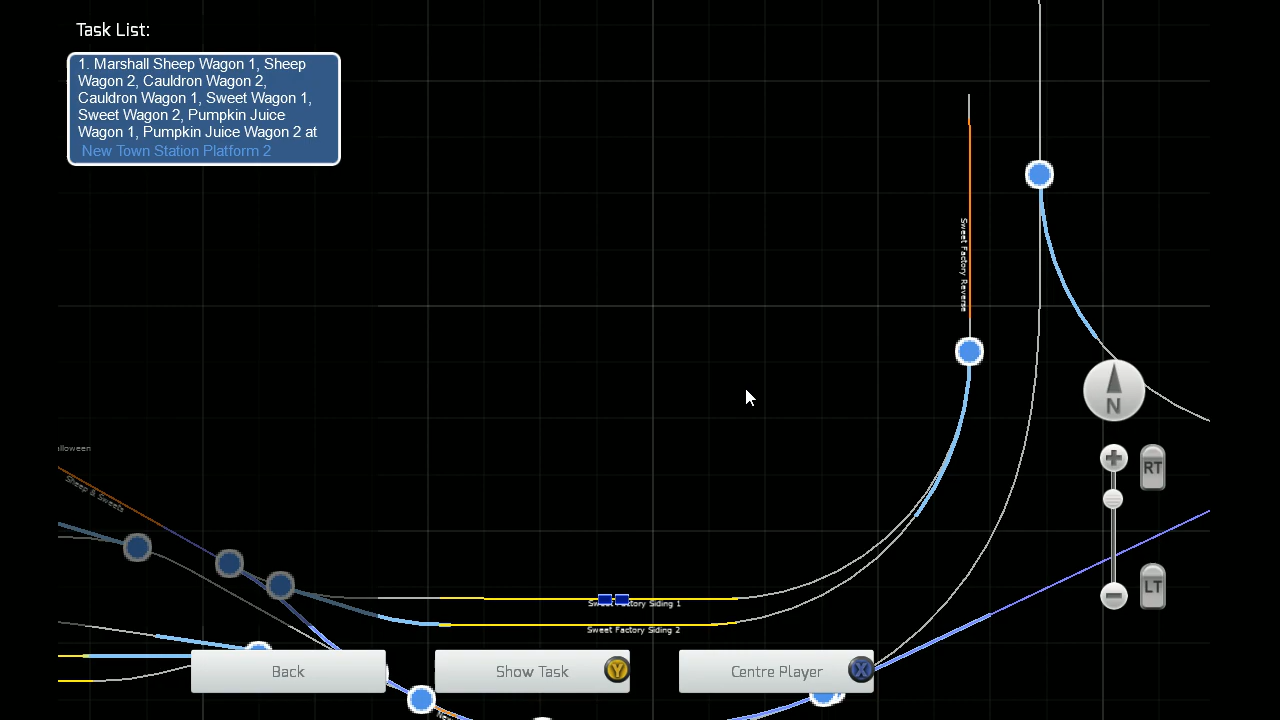 Task List:
1. Marshall Sheep Wagon 1, Sheep
Wagon 2, Cauldron Wagon 2,
Cauldron Wagon 1, Sweet Wagon 1,
Sweet Wagon 2, Pumpkin Juice
Wagon 1, Pumpkin Juice Wagon 2 at
New Town Station Platform 2
Sweet Factory Reverse
N
RT
LT
alloween
Sheep & Sweets
Sweet Factory Siding 1
Sweet Factory Siding 2
Back
Show Task
Y
Centre Player
X